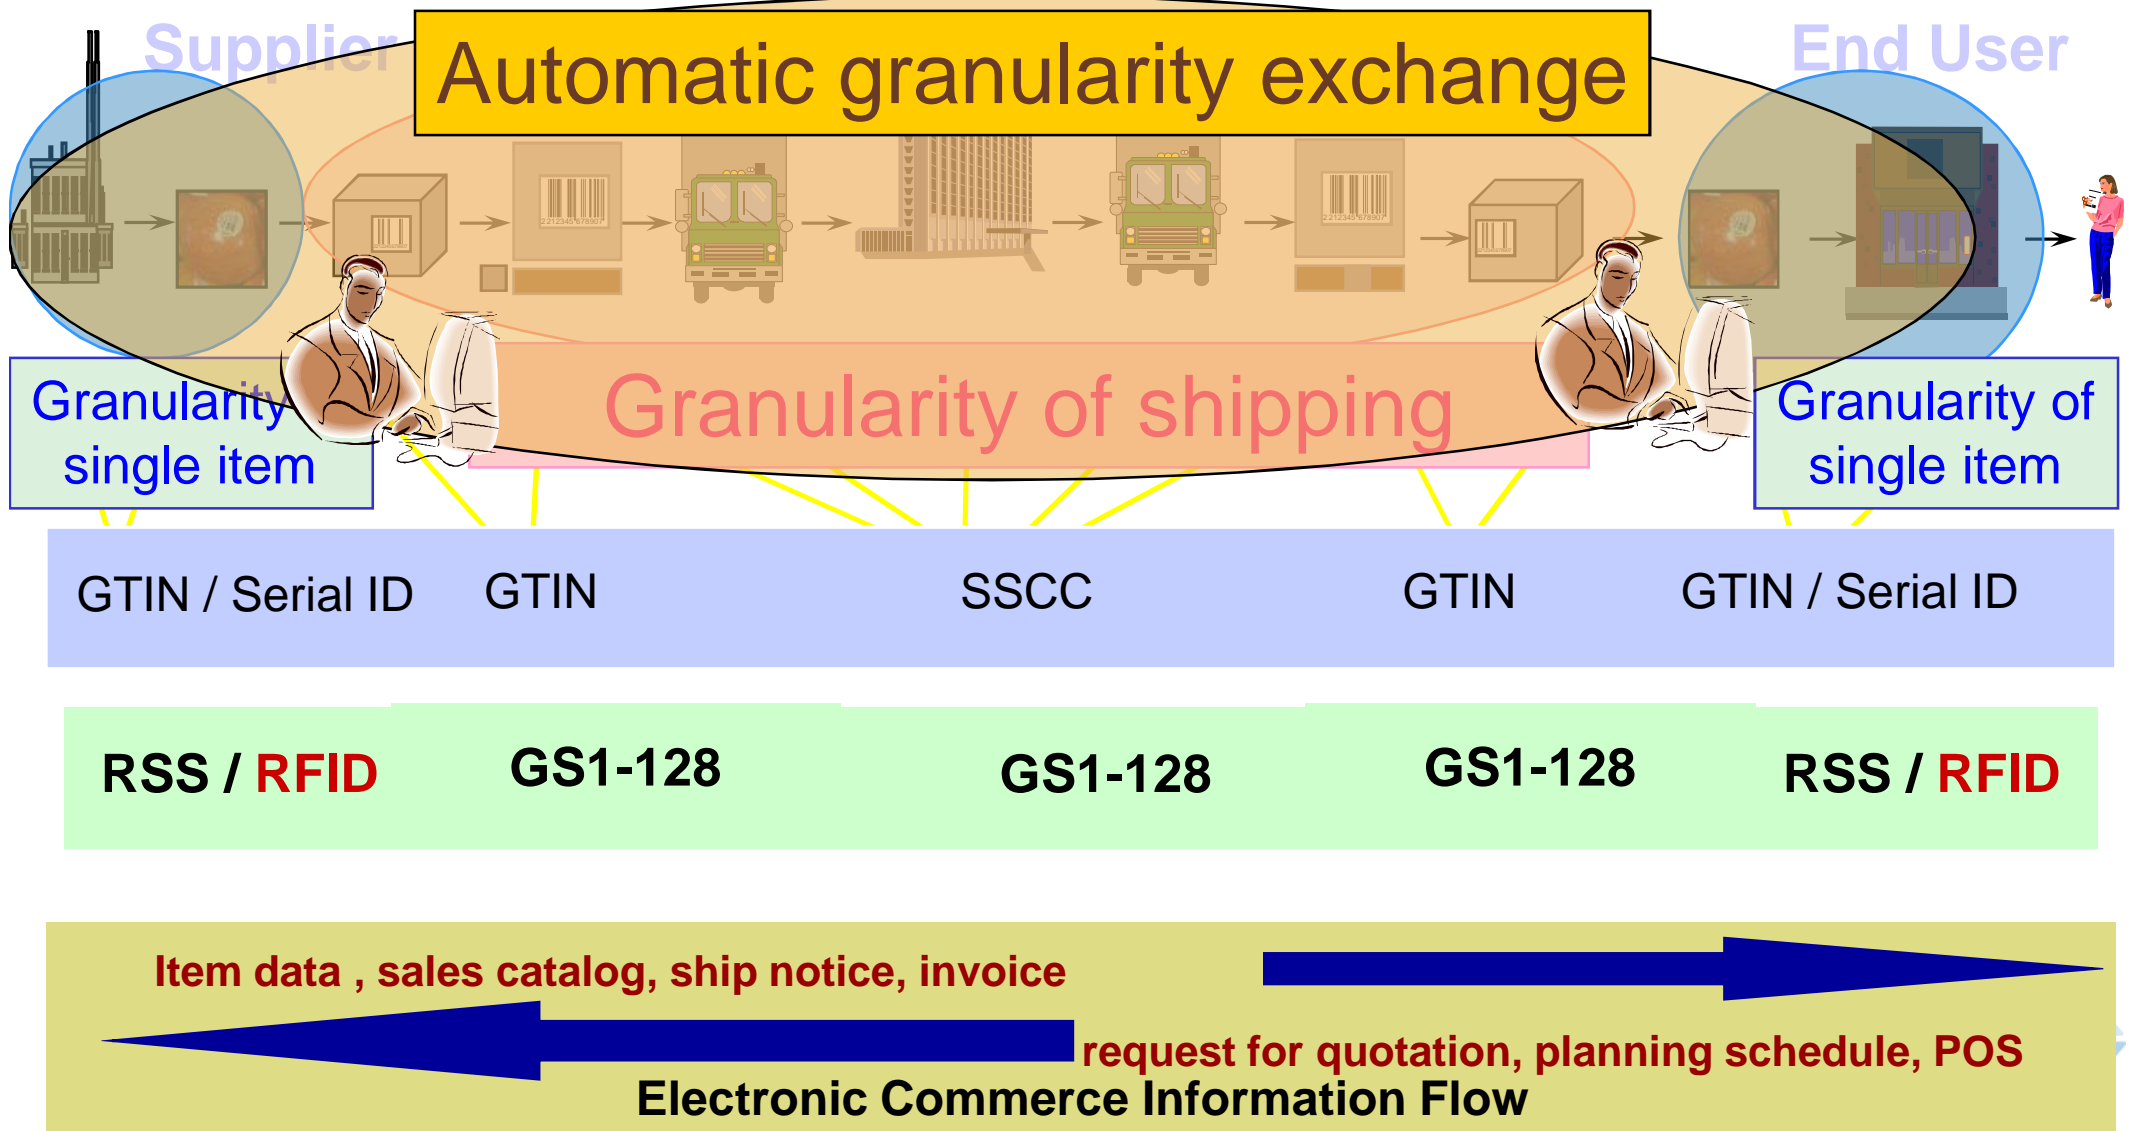 Supplier
End User
Automatic granularity exchange
2212345678907
2212345678907
Granularity
single item
Granularity of shipping
Granularity of
single item
GTIN / Serial ID
GTIN
SSCC
GTIN
GTIN / Serial ID
RSS / RFID
GS1-128
GS1-128
GS1-128
RSS / RFID
Item data , sales catalog, ship notice, invoice
request for quotation, planning schedule, POS
Electronic Commerce Information Flow